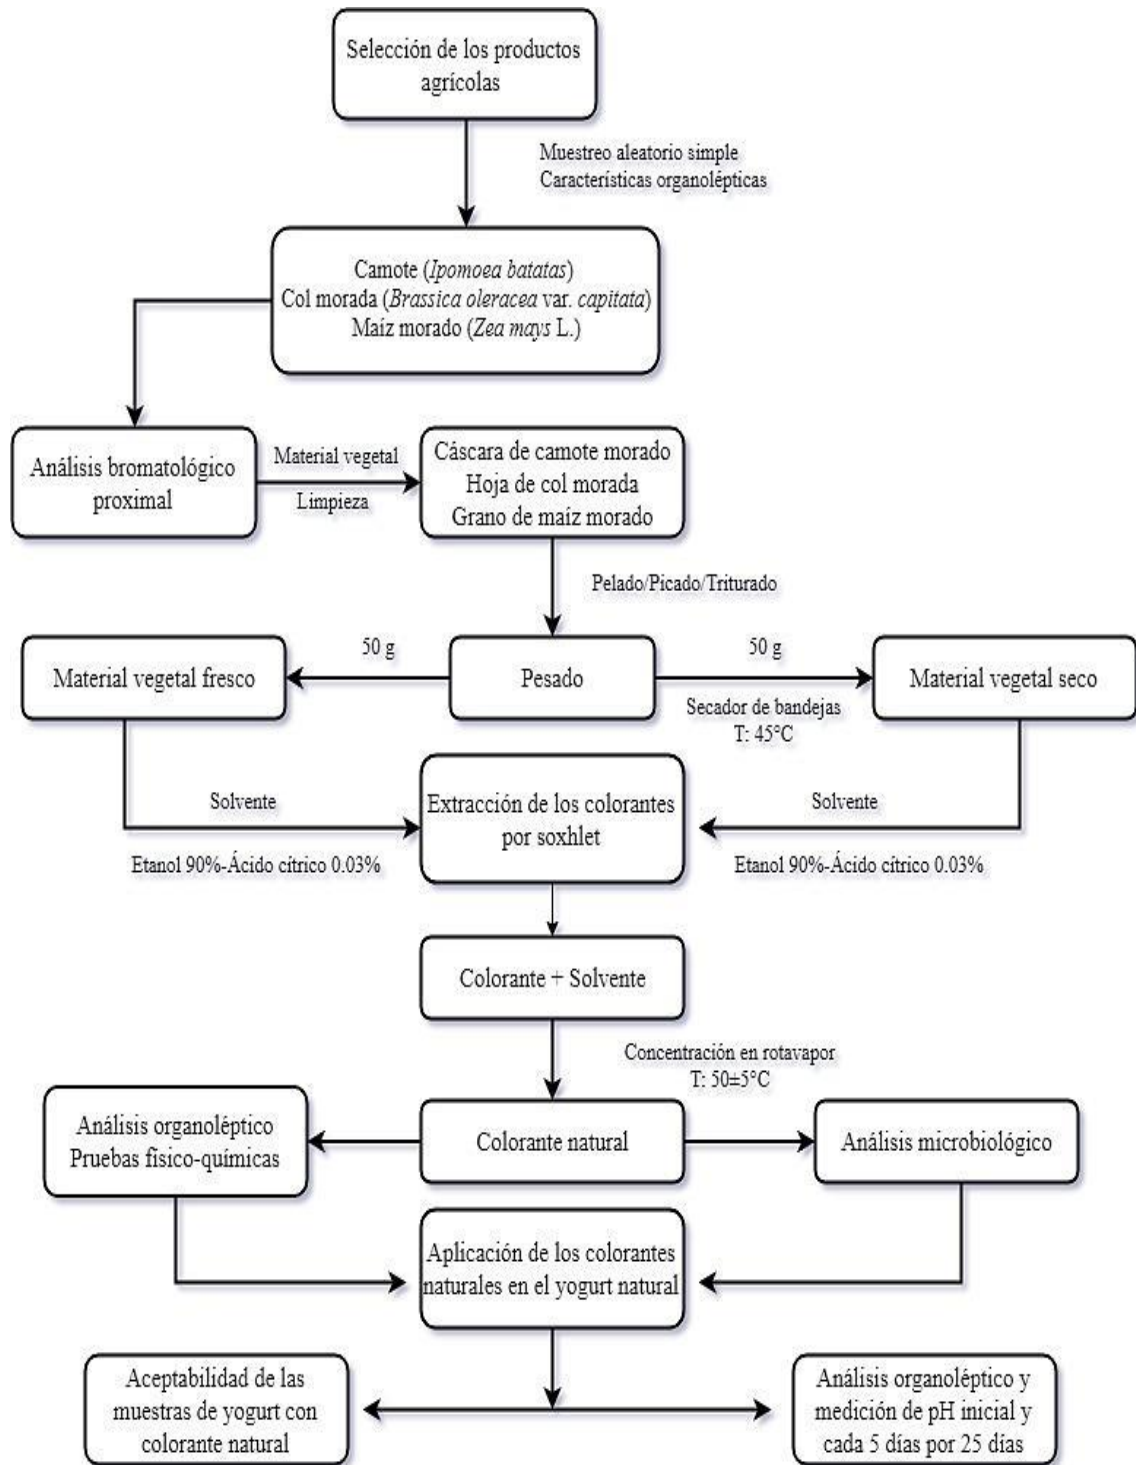 Selección de los productos
agrícolas
Muestreo aleatorio simple
Características organolépticas
Camote (Ipomoea batatas)
Col morada (Brassica oleracea var. capitata)
Maíz morado (Zea mays L.)
Análisis bromatológico
proximal
Material vegetal
Limpieza
Cáscara de camote morado
Hoja de col morada
Grano de maíz morado
Pelado/Picado/Triturado
Material vegetal fresco
50 g
Pesado
50 g
Secador de bandejas
T: 45°C
Material vegetal seco
Solvente
Etanol 90%-Ácido cítrico 0.03%
Extracción de los colorantes
por soxhlet
Solvente
Etanol 90%-Ácido cítrico 0.03%
Colorante + Solvente
Concentración en rotavapor
T: 50±5°C
Análisis organoléptico
Pruebas físico-químicas
Colorante natural
Análisis microbiológico
Aplicación de los colorantes
naturales en el yogurt natural
Aceptabilidad de las
muestras de yogurt con
colorante natural
Análisis organoléptico y
medición de pH inicial y
cada 5 días por 25 días